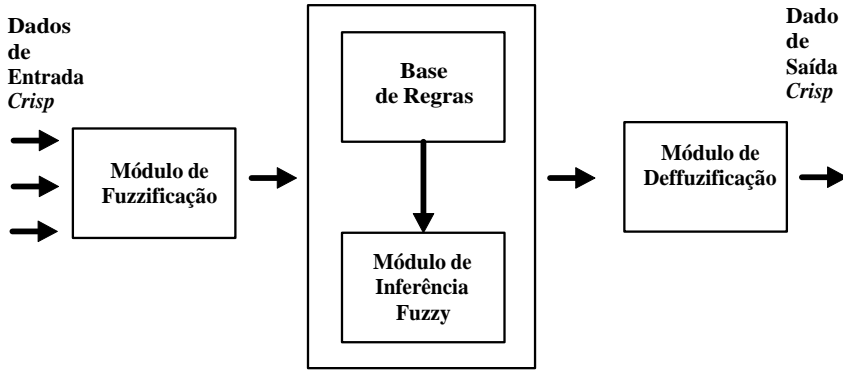 Dados
de
Entrada
Crisp
Módulo de
Fuzzificação
Base
de Regras
Módulo de
Inferência
Fuzzy
Módulo de
Deffuzificação
Dado
de
Saída
Crisp